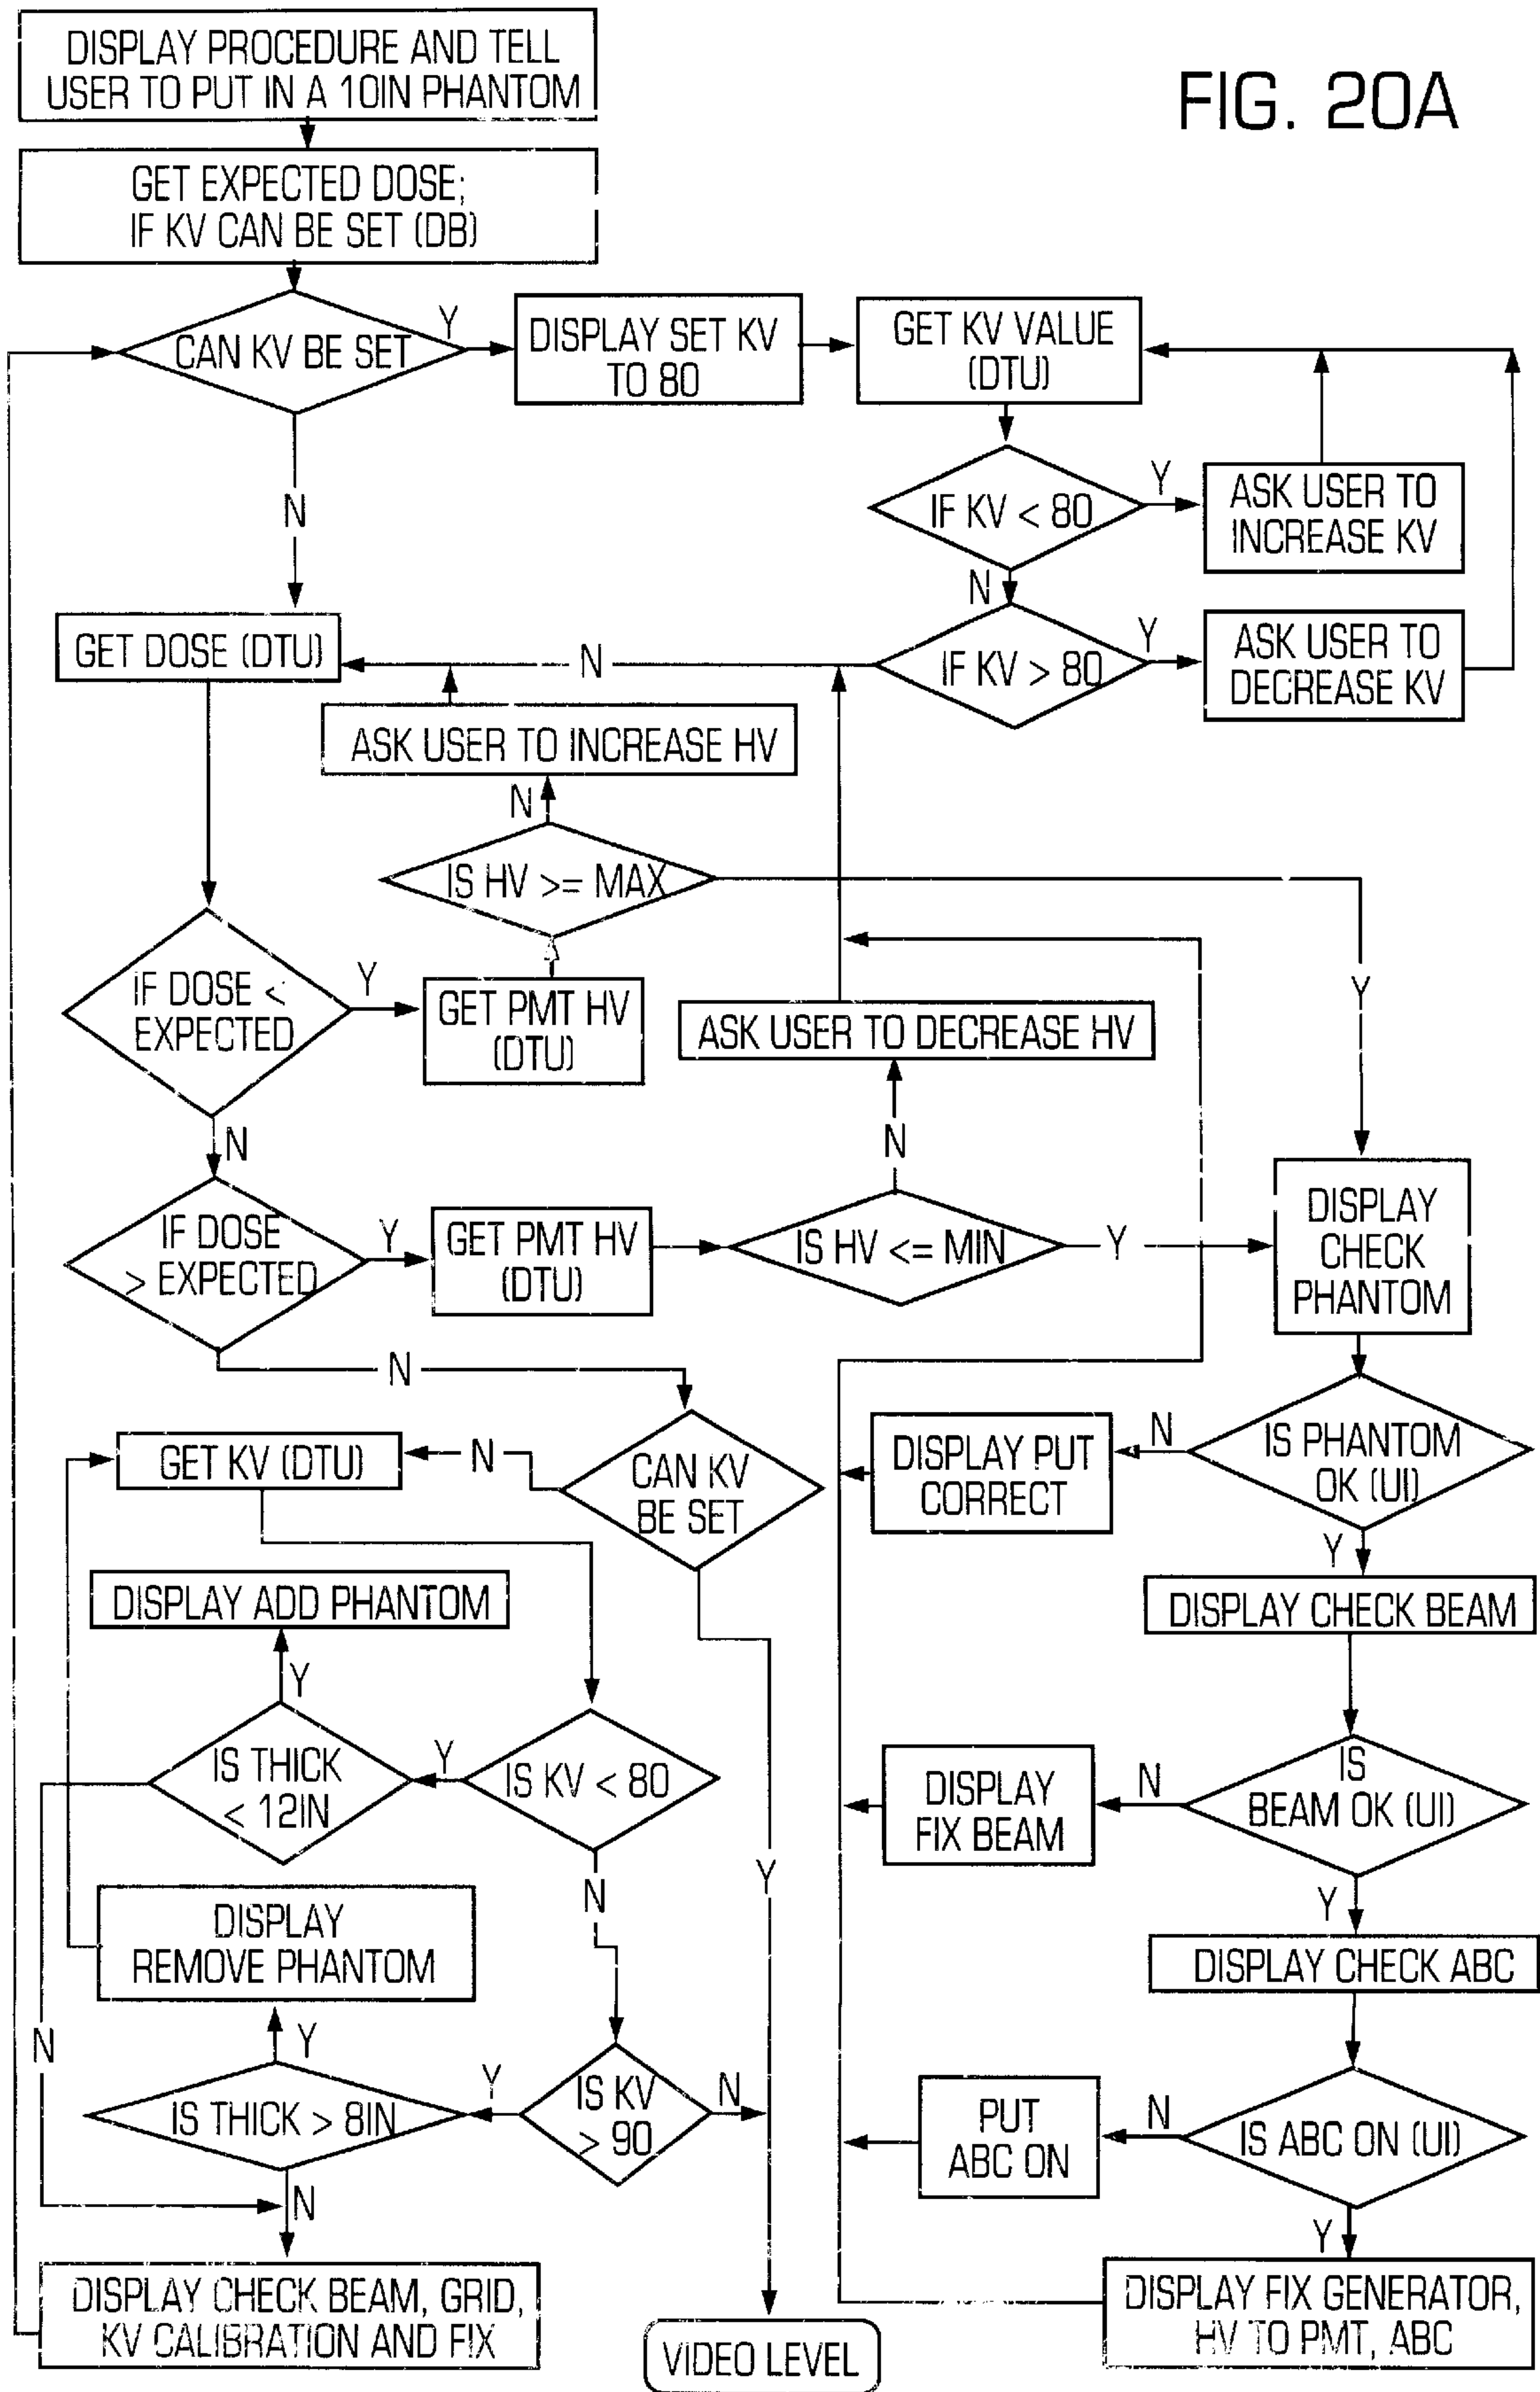 FIG. 20A
DISPLAY PROCEDURE AND TELL
USER TO PUT IN A 10IN PHANTOM
GET EXPECTED DOSE;
IF KV CAN BE SET (DB)
CAN KV BE SET
Y
DISPLAY SET KV
TO 80
GET KV VALUE
(DTU)
N
IF KV < 80
Y
ASK USER TO
INCREASE KV
N
IF KV > 80
Y
ASK USER TO
DECREASE KV
N
GET DOSE (DTU)
ASK USER TO INCREASE HV
N
IS HV >= MAX
Y
IF DOSE <
EXPECTED
Y
GET PMT HV
(DTU)
ASK USER TO DECREASE HV
N
N
IF DOSE
> EXPECTED
Y
GET PMT HV
(DTU)
IS HV <= MIN
Y
DISPLAY
CHECK
PHANTOM
N
CAN KV
BE SET
N
GET KV (DTU)
DISPLAY PUT
CORRECT
N
IS PHANTOM
OK (UI)
Y
DISPLAY ADD PHANTOM
DISPLAY CHECK BEAM
Y
IS THICK
< 12IN
Y
IS KV < 80
DISPLAY
FIX BEAM
N
IS
BEAM OK (UI)
Y
N
Y
DISPLAY
REMOVE PHANTOM
DISPLAY CHECK ABC
N
Y
IS THICK > 8IN
Y
IS KV
> 90
N
PUT
ABC ON
N
IS ABC ON (UI)
N
Y
DISPLAY CHECK BEAM, GRID,
KV CALIBRATION AND FIX
VIDEO LEVEL
DISPLAY FIX GENERATOR,
HV TO PMT, ABC